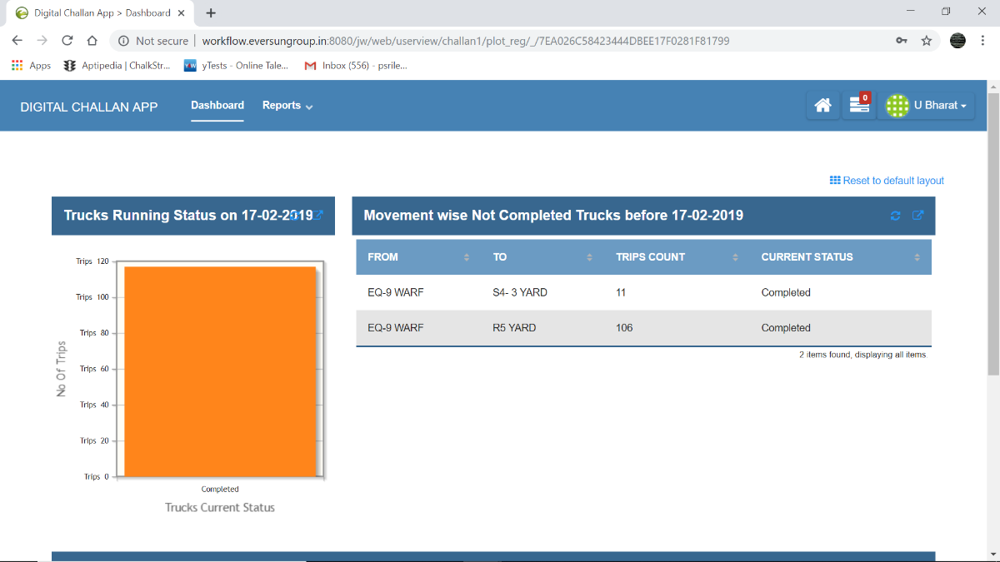 Digital Challan App > Dashboard
Not secure | workflow.eversungroup.in:8080/jw/web/userview/challan1/plot_reg/_/7EA026C58423444DBEE17F0281F81799
Apps Aptipedia | ChalkStr... YW yTests - Online Tale... Inbox (556) - psrile...
DIGITAL CHALLAN APP Dashboard Reports 0 U Bharat
Reset to default layout
Trucks Running Status on 17-02-2019
Trips 120
Trips 100
Trips 80
Trips 60
Trips 40
Trips 20
Trips 0
No Of Trips
Completed
Trucks Current Status
Movement wise Not Completed Trucks before 17-02-2019
FROM TO TRIPS COUNT CURRENT STATUS
EQ-9 WARF S4- 3 YARD 11 Completed
EQ-9 WARF R5 YARD 106 Completed
2 items found, displaying all items.